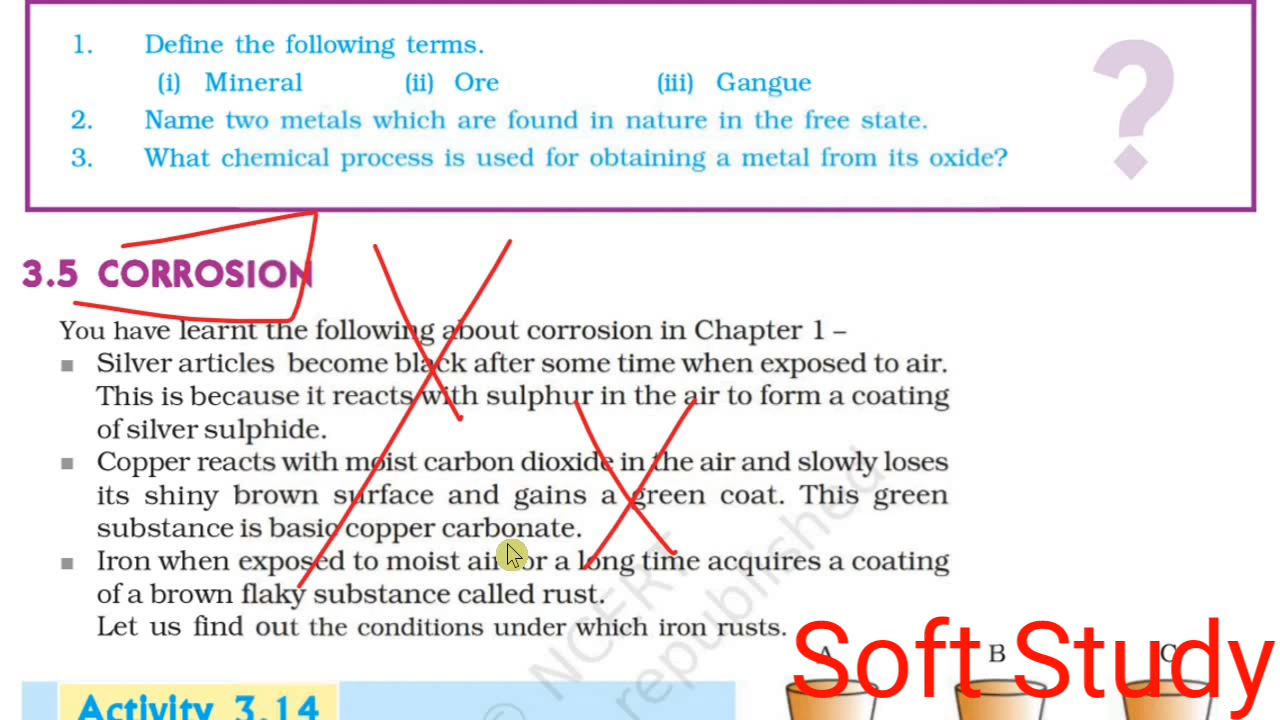 1. Define the following terms.
(i) Mineral (ii) Ore (iii) Gangue
2. Name two metals which are found in nature in the free state.
3. What chemical process is used for obtaining a metal from its oxide?
?
3.5 CORROSION
You have learnt the following about corrosion in Chapter 1 –
■ Silver articles become black after some time when exposed to air.
This is because it reacts with sulphur in the air to form a coating
of silver sulphide.
■ Copper reacts with moist carbon dioxide in the air and slowly loses
its shiny brown surface and gains a green coat. This green
substance is basic copper carbonate.
■ Iron when exposed to moist air for a long time acquires a coating
of a brown flaky substance called rust.
Let us find out the conditions under which iron rusts.
© NCERT
republished
A B C
Soft Study
Activity 3.14